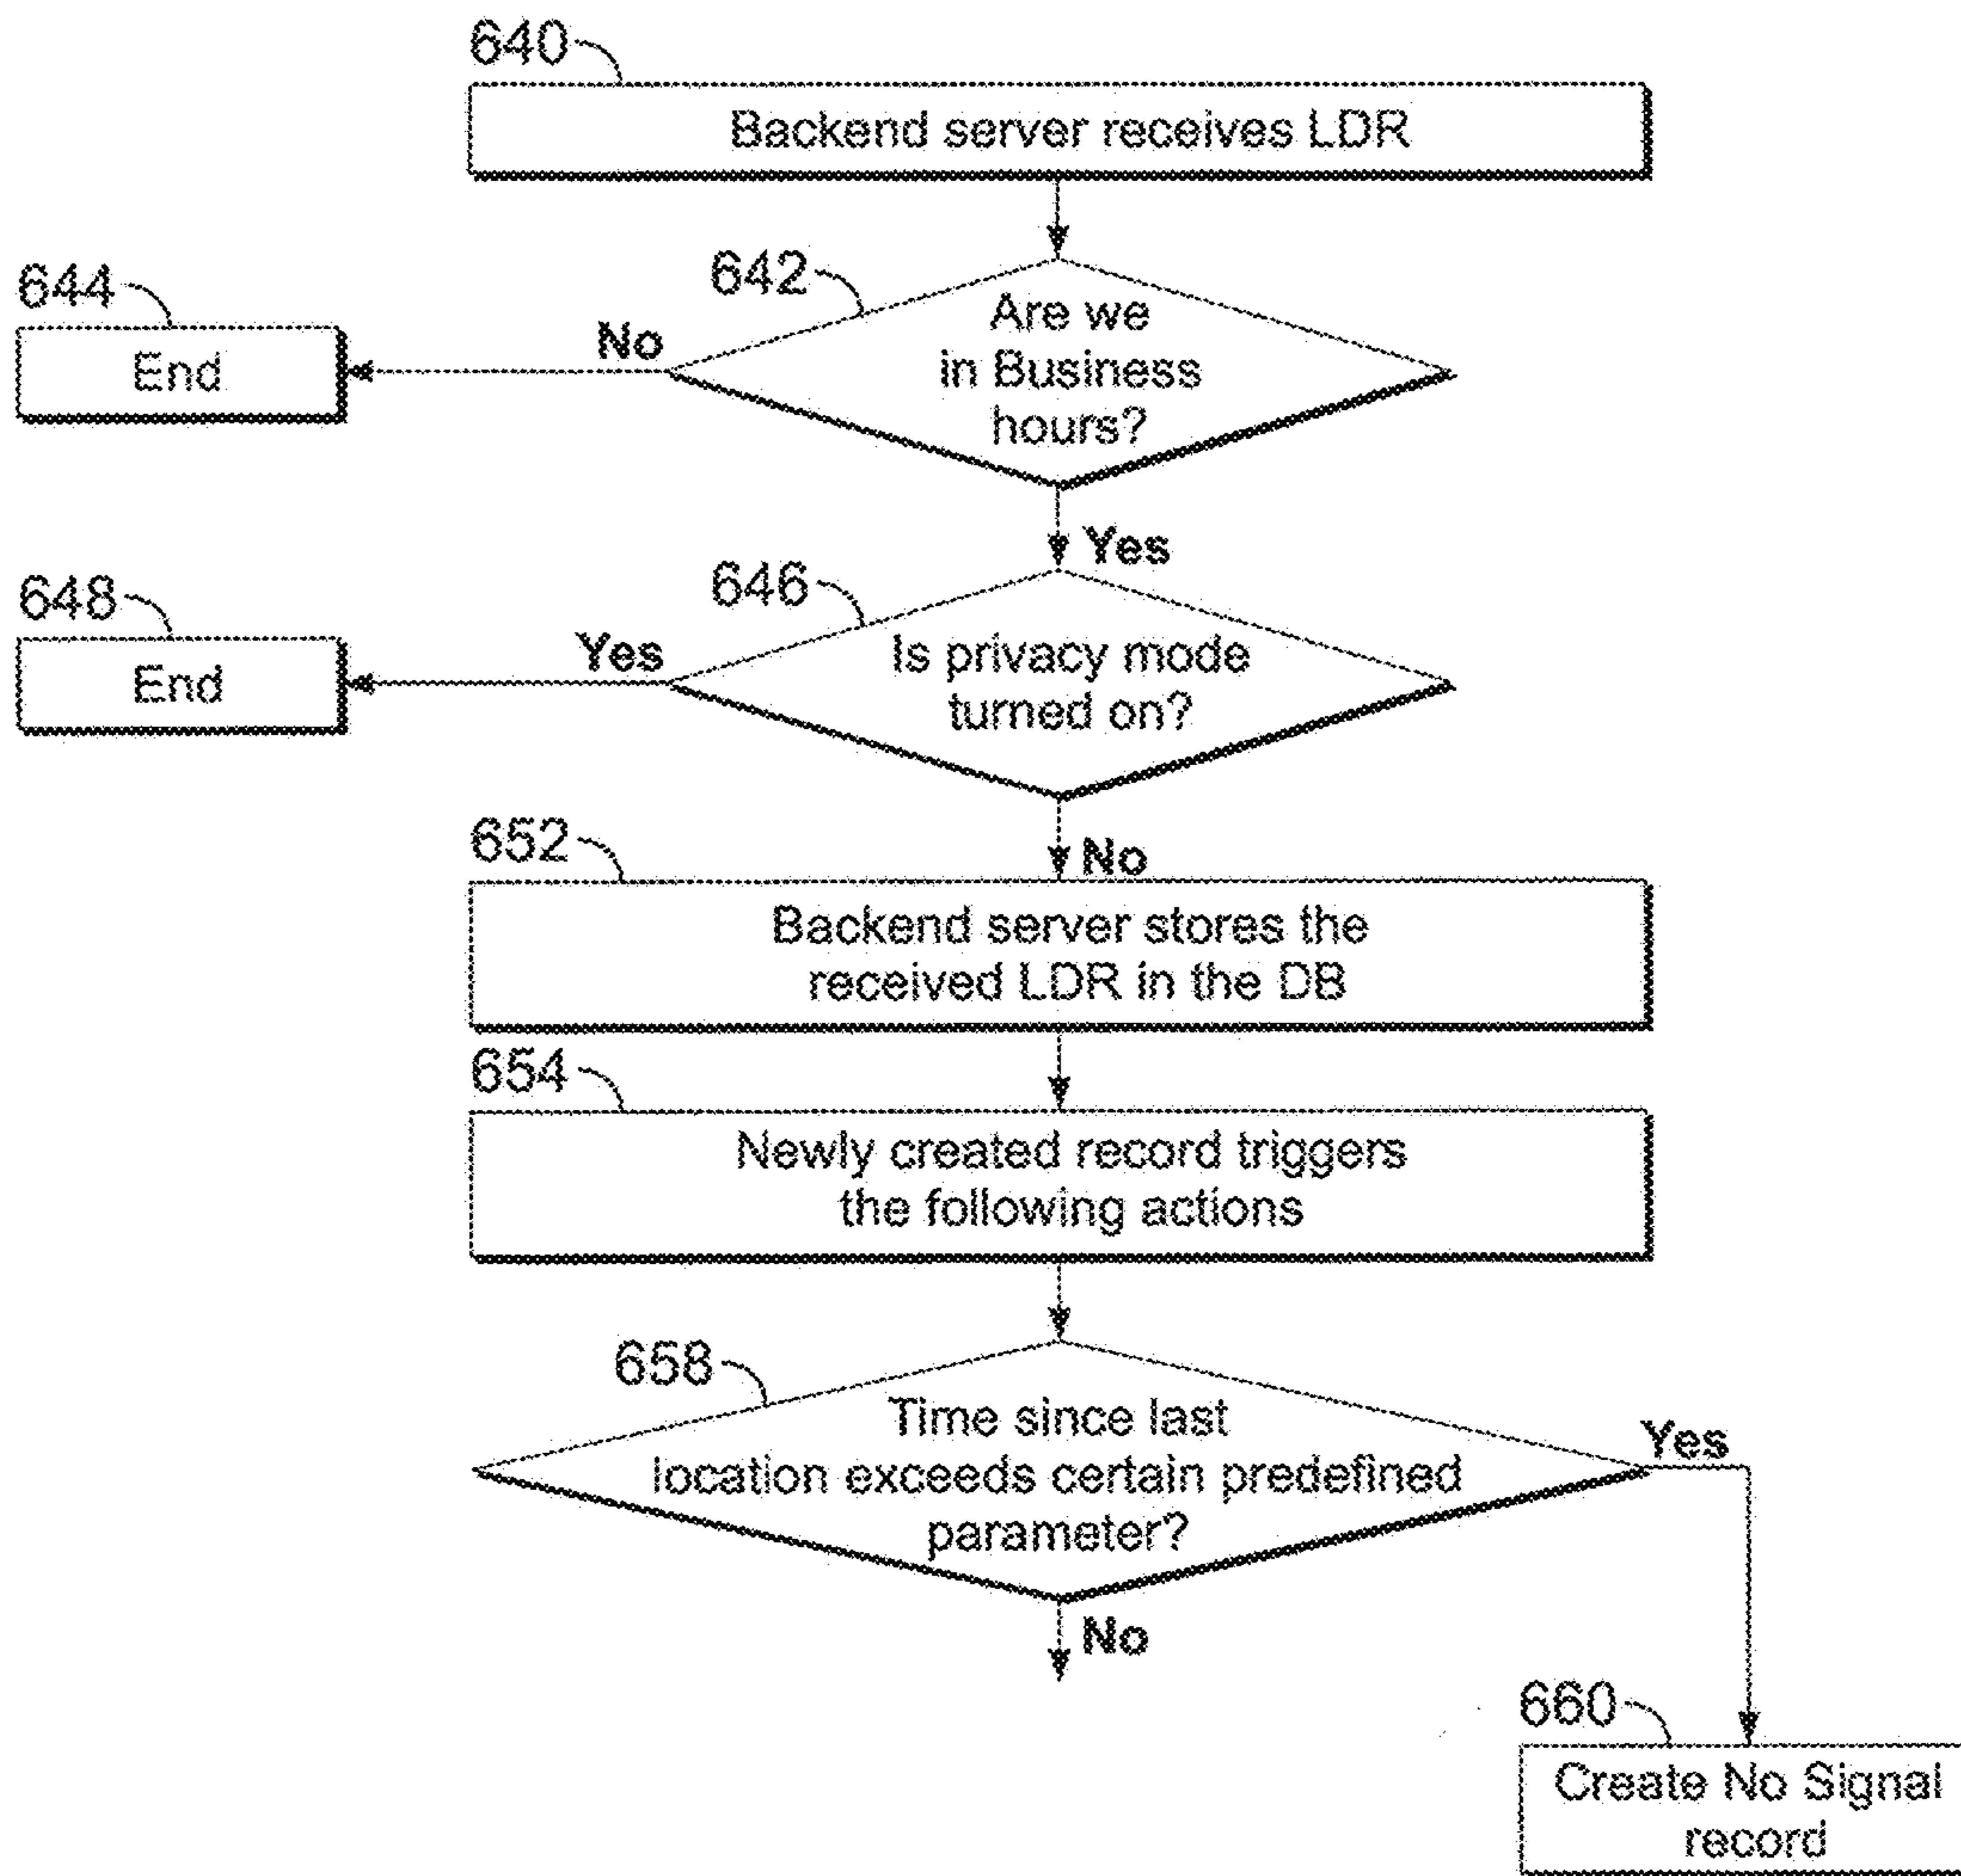 640
Backend server receives LDR
644
End
No
642
Are we
in Business
hours?
Yes
648
End
Yes
646
Is privacy mode
turned on?
No
652
Backend server stores the
received LDR in the DB
654
Newly created record triggers
the following actions
658
Time since last
location exceeds certain predefined
parameter?
Yes
No
660
Create No Signal
record